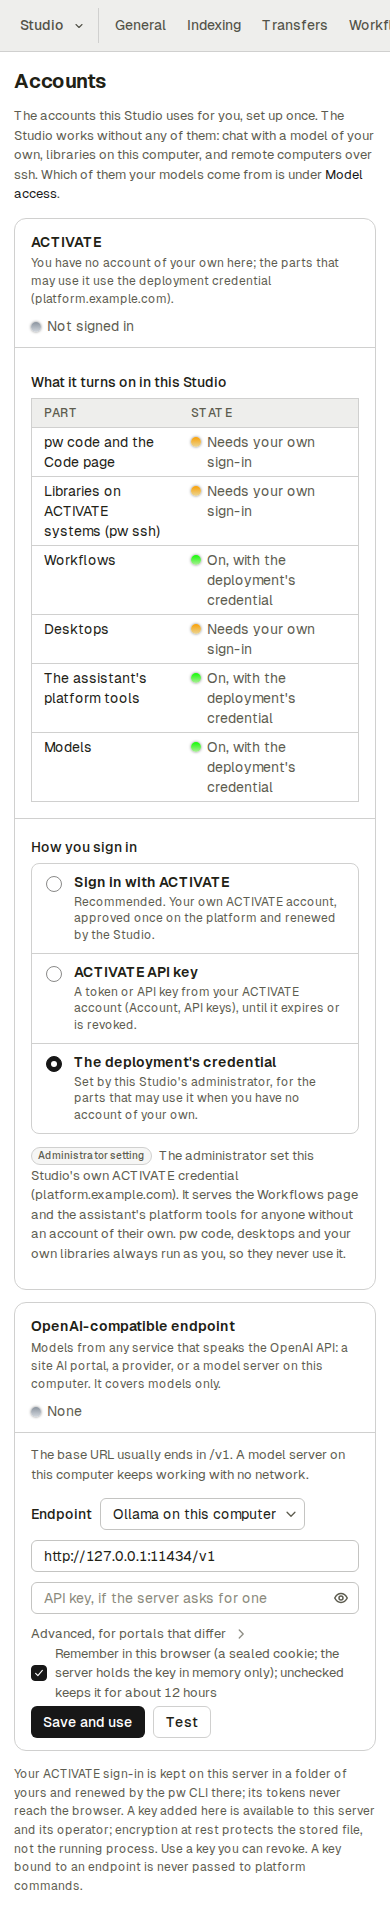 Studio
General Indexing Transfers Workf
Accounts
The accounts this Studio uses for you, set up once. The
Studio works without any of them: chat with a model of your
own, libraries on this computer, and remote computers over
ssh. Which of them your models come from is under Model
access.
ACTIVATE
You have no account of your own here; the parts that
may use it use the deployment credential
(platform.example.com).
Not signed in
What it turns on in this Studio
PART STATE
pw code and the Code page
Needs your own sign-in
Libraries on ACTIVATE systems (pw ssh)
Needs your own sign-in
Workflows
On, with the deployment's credential
Desktops
Needs your own sign-in
The assistant's platform tools
On, with the deployment's credential
Models
On, with the deployment's credential
How you sign in
Sign in with ACTIVATE
Recommended. Your own ACTIVATE account,
approved once on the platform and renewed
by the Studio.
ACTIVATE API key
A token or API key from your ACTIVATE
account (Account, API keys), until it expires or
is revoked.
The deployment's credential
Set by this Studio's administrator, for the
parts that may use it when you have no
account of your own.
Administrator setting The administrator set this
Studio's own ACTIVATE credential
(platform.example.com). It serves the Workflows page
and the assistant's platform tools for anyone without
an account of their own. pw code, desktops and your
own libraries always run as you, so they never use it.
OpenAI-compatible endpoint
Models from any service that speaks the OpenAI API: a
site AI portal, a provider, or a model server on this
computer. It covers models only.
None
The base URL usually ends in /v1. A model server on
this computer keeps working with no network.
Endpoint Ollama on this computer
http://127.0.0.1:11434/v1
API key, if the server asks for one
Advanced, for portals that differ
Remember in this browser (a sealed cookie; the
server holds the key in memory only); unchecked
keeps it for about 12 hours
Save and use Test
Your ACTIVATE sign-in is kept on this server in a folder of
yours and renewed by the pw CLI there; its tokens never
reach the browser. A key added here is available to this server
and its operator; encryption at rest protects the stored file,
not the running process. Use a key you can revoke. A key
bound to an endpoint is never passed to platform
commands.